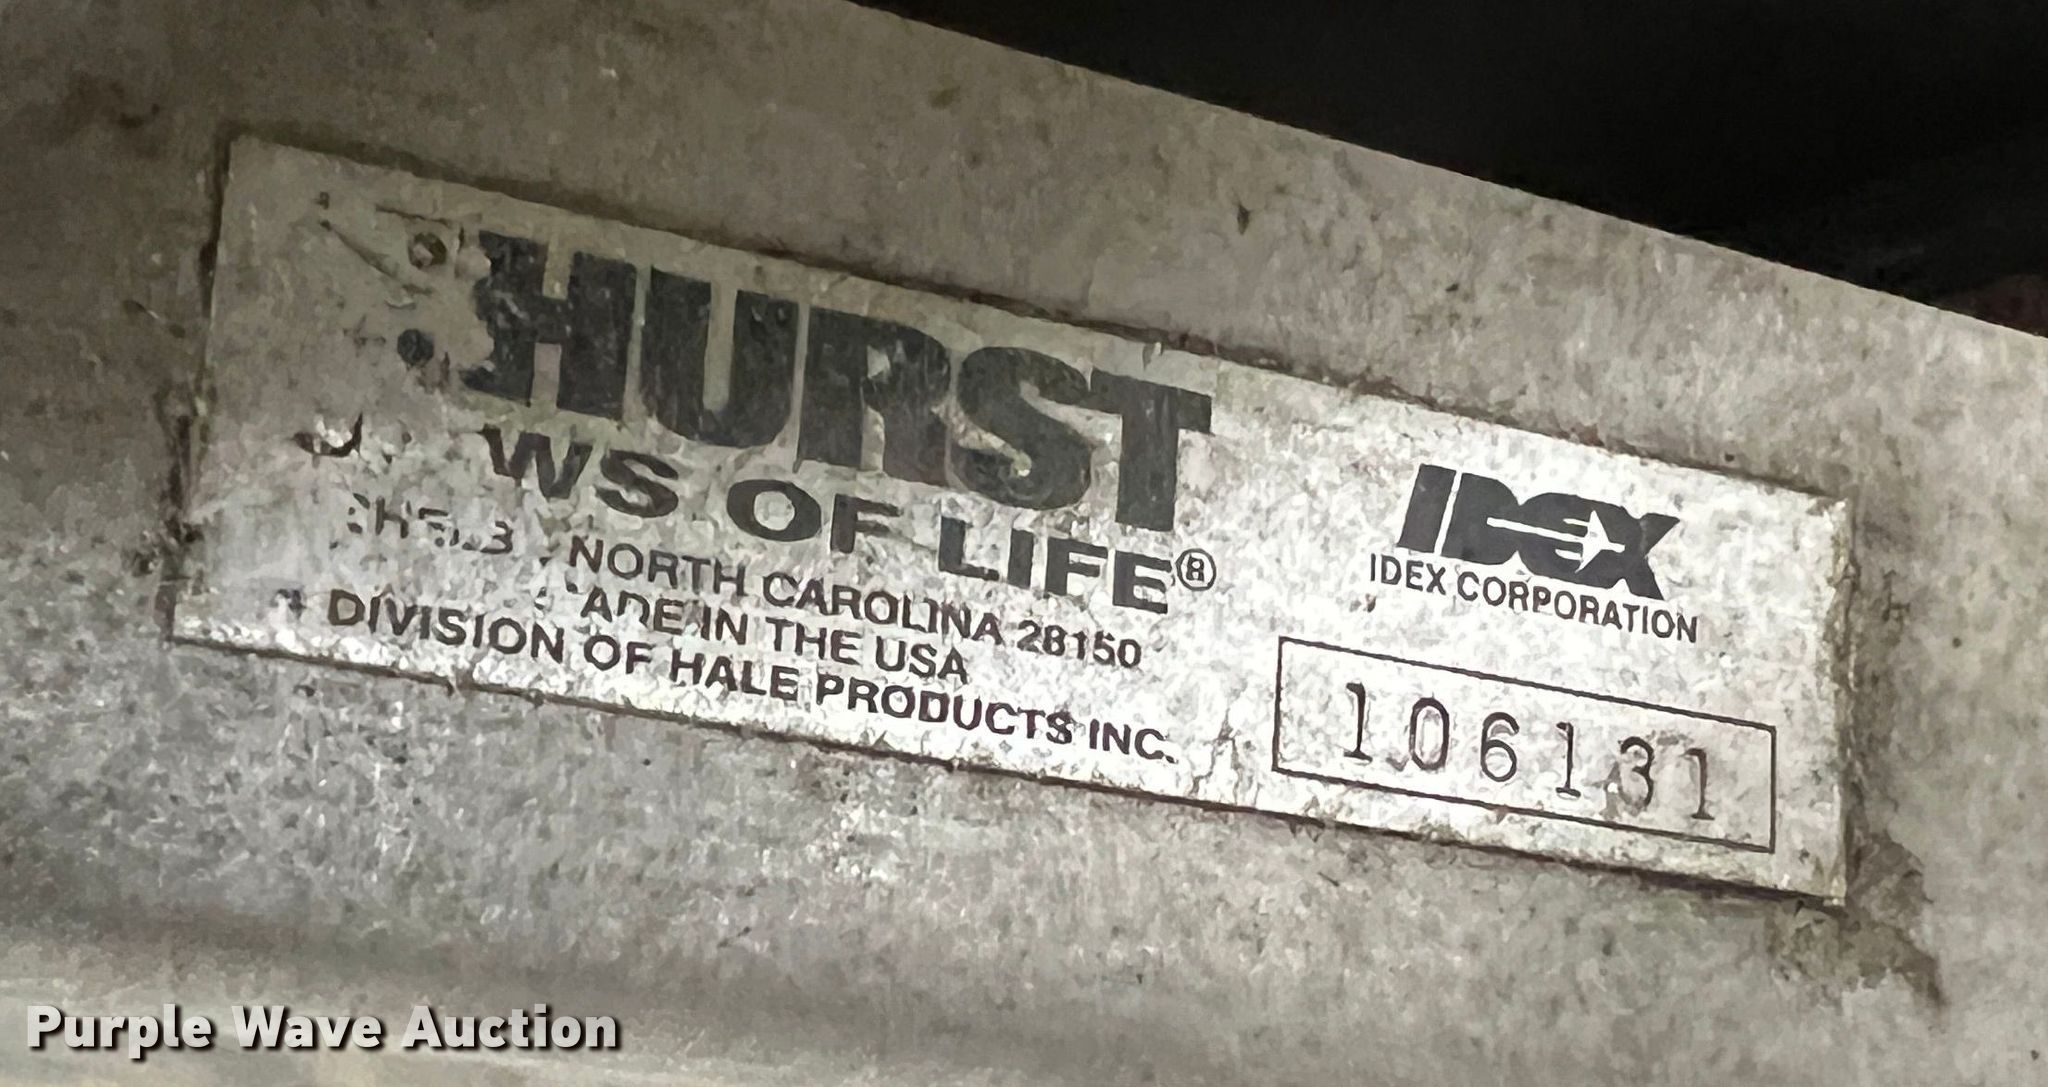 HURST
WS OF LIFE®
NORTH CAROLINA 28150
ADE IN THE USA
DIVISION OF HALE PRODUCTS INC.
IDEX
IDEX CORPORATION
106131
Purple Wave Auction